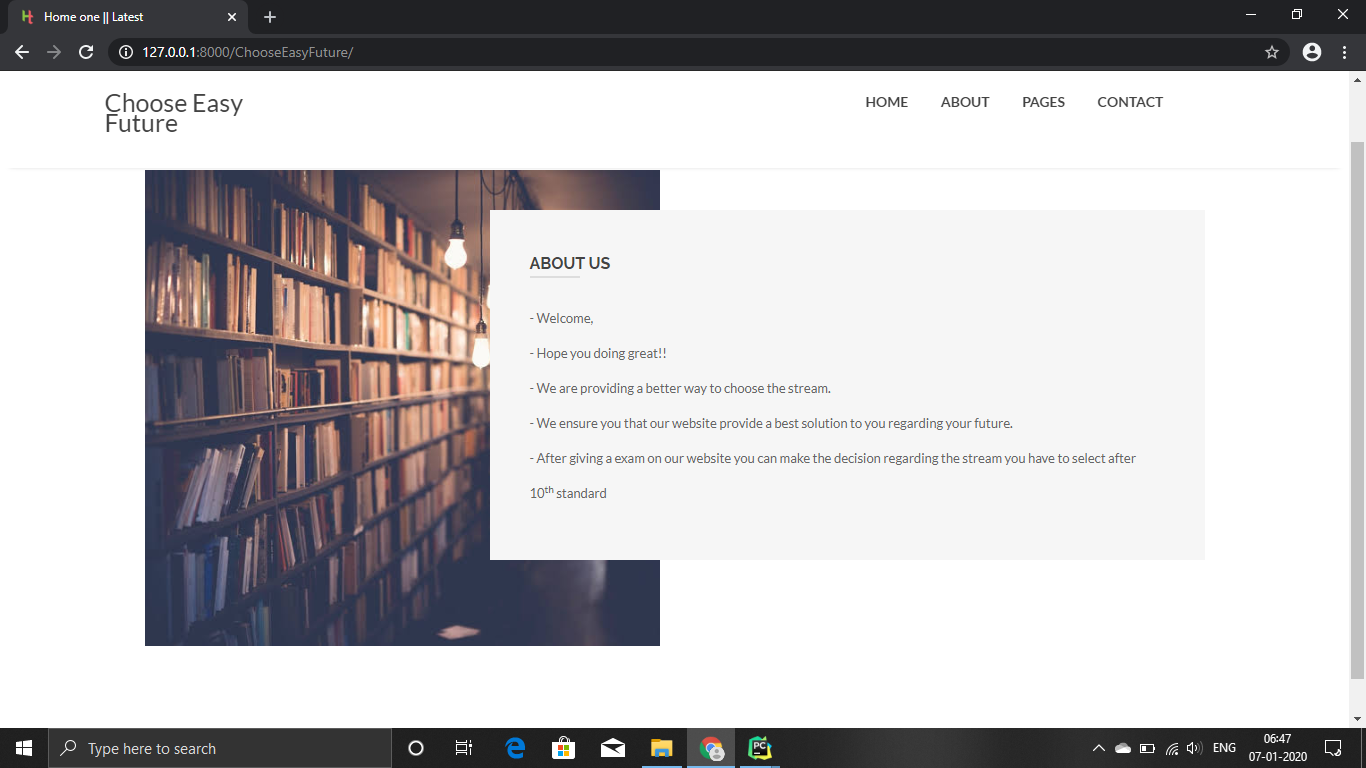 Home one || Latest
127.0.0.1:8000/ChooseEasyFuture/
Choose Easy
Future
HOME ABOUT PAGES CONTACT
ABOUT US
- Welcome,
- Hope you doing great!!
- We are providing a better way to choose the stream.
- We ensure you that our website provide a best solution to you regarding your future.
- After giving a exam on our website you can make the decision regarding the stream you have to select after
10th standard
Type here to search
ENG
06:47
07-01-2020